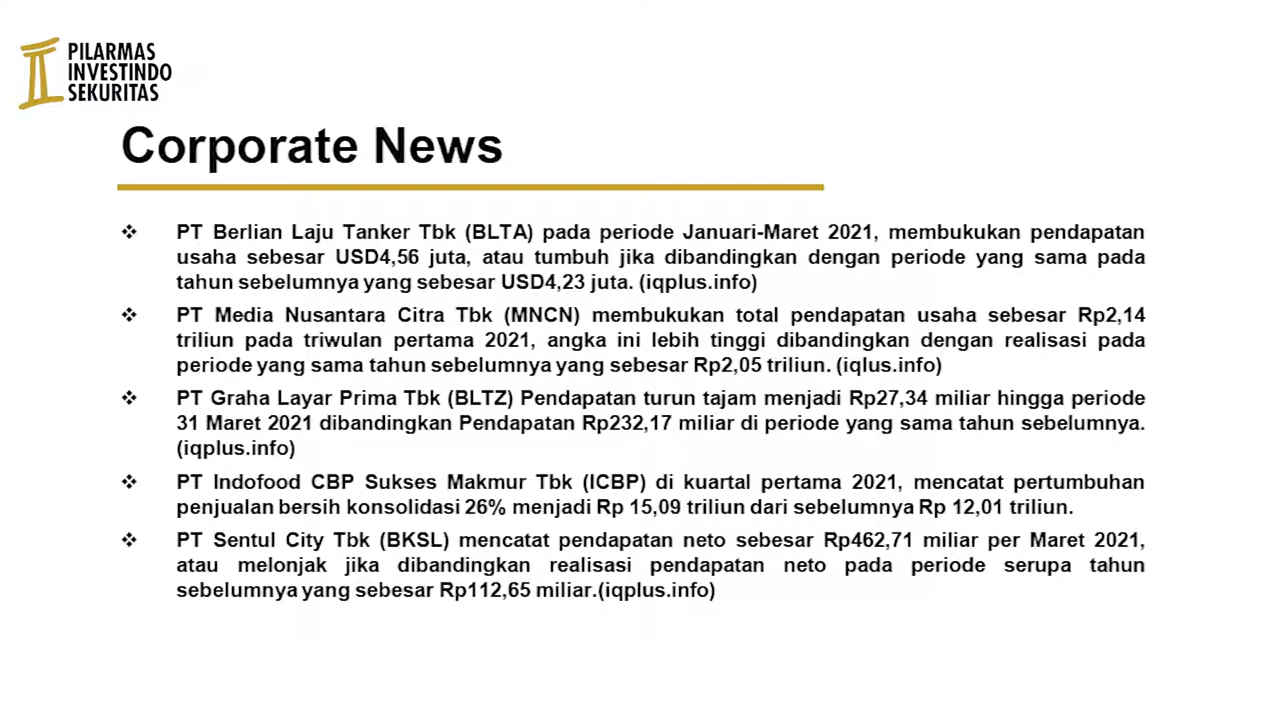 PILARMAS
INVESTINDO
SEKURITAS
Corporate News
❖ PT Berlian Laju Tanker Tbk (BLTA) pada periode Januari-Maret 2021, membukukan pendapatan
usaha sebesar USD4,56 juta, atau tumbuh jika dibandingkan dengan periode yang sama pada
tahun sebelumnya yang sebesar USD4,23 juta. (iqplus.info)
❖ PT Media Nusantara Citra Tbk (MNCN) membukukan total pendapatan usaha sebesar Rp2,14
triliun pada triwulan pertama 2021, angka ini lebih tinggi dibandingkan dengan realisasi pada
periode yang sama tahun sebelumnya yang sebesar Rp2,05 triliun. (iqlus.info)
❖ PT Graha Layar Prima Tbk (BLTZ) Pendapatan turun tajam menjadi Rp27,34 miliar hingga periode
31 Maret 2021 dibandingkan Pendapatan Rp232,17 miliar di periode yang sama tahun sebelumnya.
(iqplus.info)
❖ PT Indofood CBP Sukses Makmur Tbk (ICBP) di kuartal pertama 2021, mencatat pertumbuhan
penjualan bersih konsolidasi 26% menjadi Rp 15,09 triliun dari sebelumnya Rp 12,01 triliun.
❖ PT Sentul City Tbk (BKSL) mencatat pendapatan neto sebesar Rp462,71 miliar per Maret 2021,
atau melonjak jika dibandingkan realisasi pendapatan neto pada periode serupa tahun
sebelumnya yang sebesar Rp112,65 miliar.(iqplus.info)